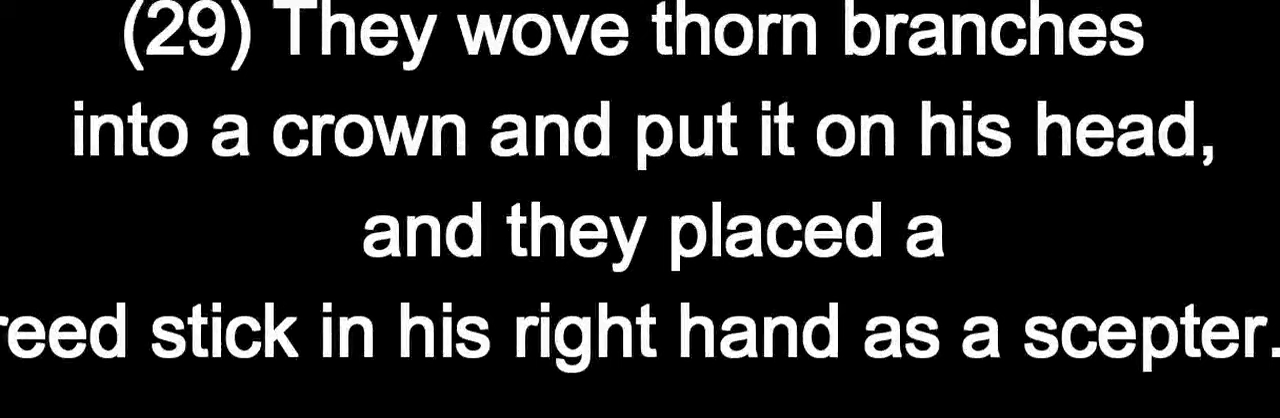 (29) They wove thorn branches
into a crown and put it on his head,
and they placed a
reed stick in his right hand as a scepter.